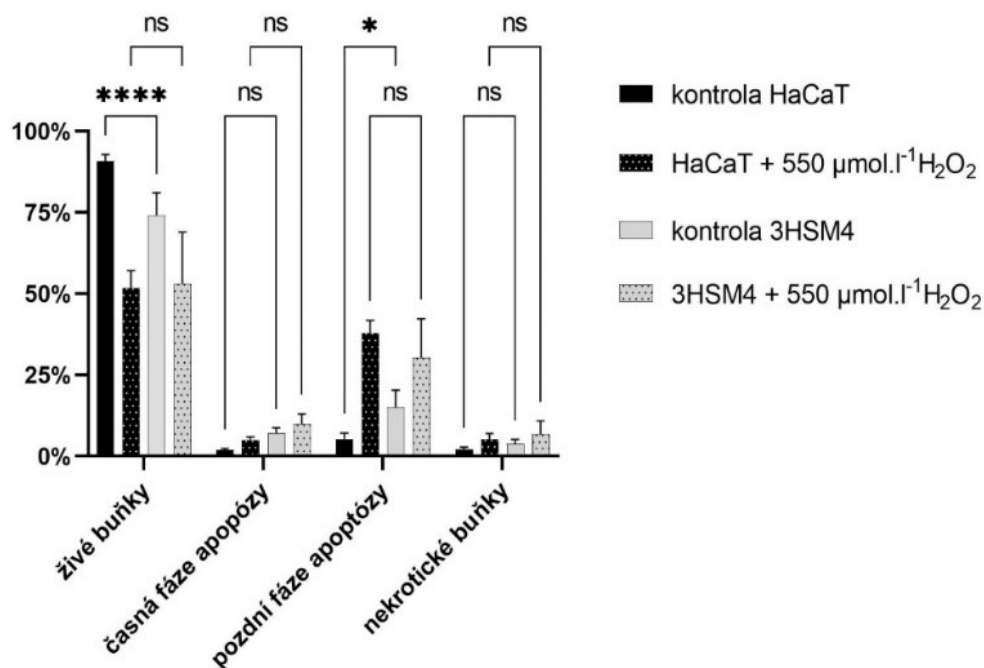 ns
ns
*
ns
****
ns
ns
ns
100%
75%
50%
25%
0%
živé buňky
časná fáze apopózy
pozdní fáze apoptózy
nekrotické buňky
kontrola HaCaT
HaCaT + 550 µmol.l⁻¹H₂O₂
kontrola 3HSM4
3HSM4 + 550 µmol.l⁻¹H₂O₂